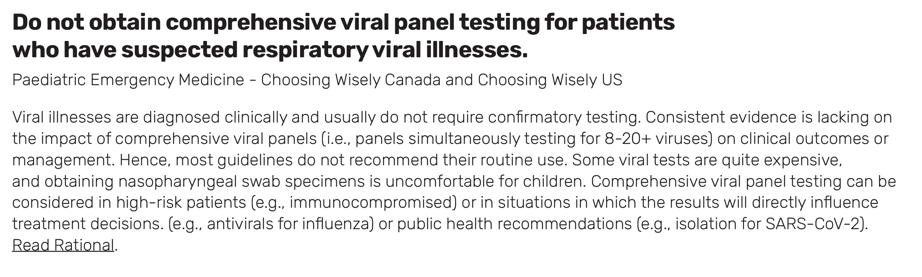 Do not obtain comprehensive viral panel testing for patients
who have suspected respiratory viral illnesses.
Paediatric Emergency Medicine - Choosing Wisely Canada and Choosing Wisely US
Viral illnesses are diagnosed clinically and usually do not require confirmatory testing. Consistent evidence is lacking on
the impact of comprehensive viral panels (i.e., panels simultaneously testing for 8-20+ viruses) on clinical outcomes or
management. Hence, most guidelines do not recommend their routine use. Some viral tests are quite expensive,
and obtaining nasopharyngeal swab specimens is uncomfortable for children. Comprehensive viral panel testing can be
considered in high-risk patients (e.g., immunocompromised) or in situations in which the results will directly influence
treatment decisions. (e.g., antivirals for influenza) or public health recommendations (e.g., isolation for SARS-CoV-2).
Read Rational.